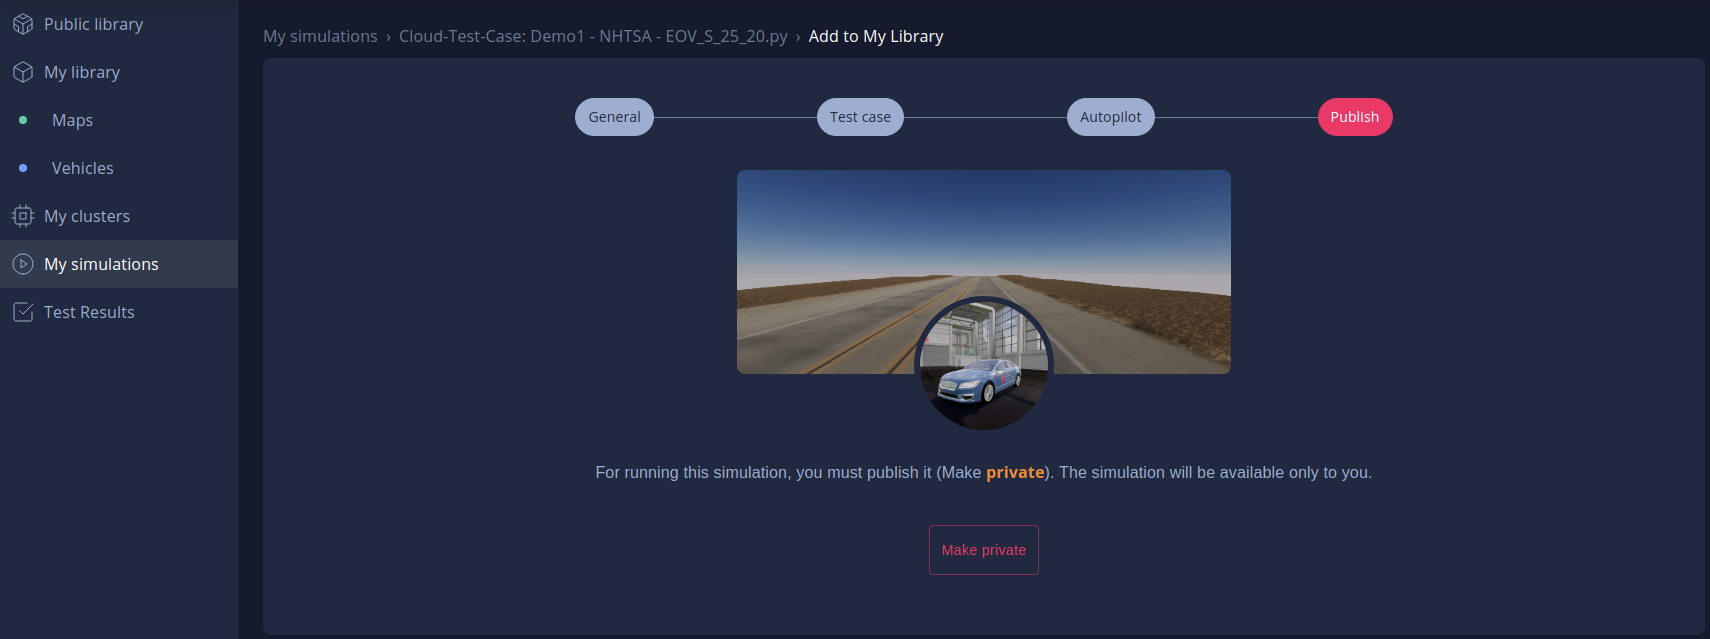 Public library
My library
Maps
Vehicles
My clusters
My simulations
Test Results
My simulations › Cloud-Test-Case: Demo1 - NHTSA - EOV_S_25_20.py › Add to My Library
General
Test case
Autopilot
Publish
For running this simulation, you must publish it (Make private). The simulation will be available only to you.
Make private